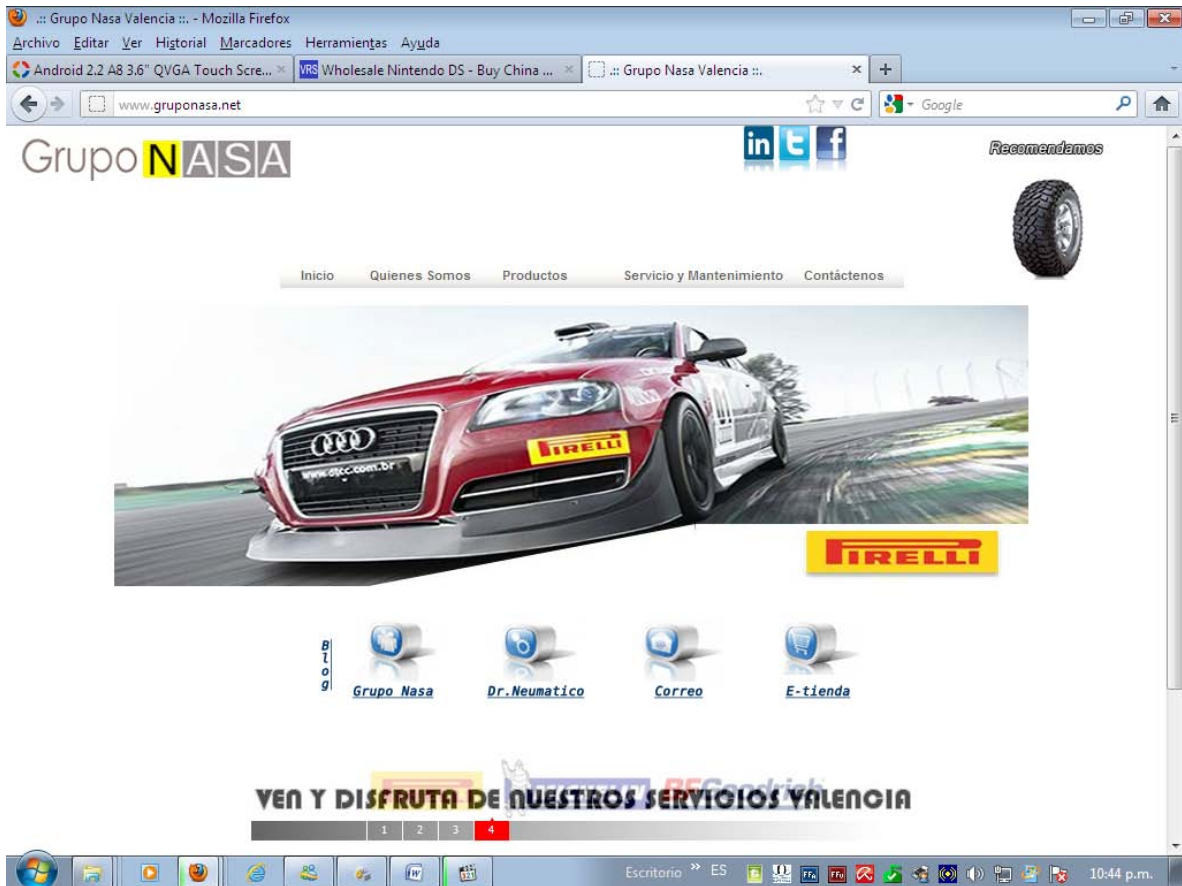 .:: Grupo Nasa Valencia ::. - Mozilla Firefox
Archivo Editar Ver Historial Marcadores Herramientas Ayuda
Android 2.2 A8 3.6" QVGA Touch Scre...
VRS Wholesale Nintendo DS - Buy China ...
.:: Grupo Nasa Valencia ::.
www.gruponasa.net
Google
Grupo NASA
in
Recomendamos
Inicio Quienes Somos Productos Servicio y Mantenimiento Contáctenos
PIRELLI
www.dtcc.com.br
PIRELLI
Blog
Grupo Nasa Dr.Neumatico Correo E-tienda
BFGoodrich
VEN Y DISFRUTA DE NUESTROS SERVICIOS VALENCIA
1 2 3 4
Escritorio » ES
10:44 p.m.